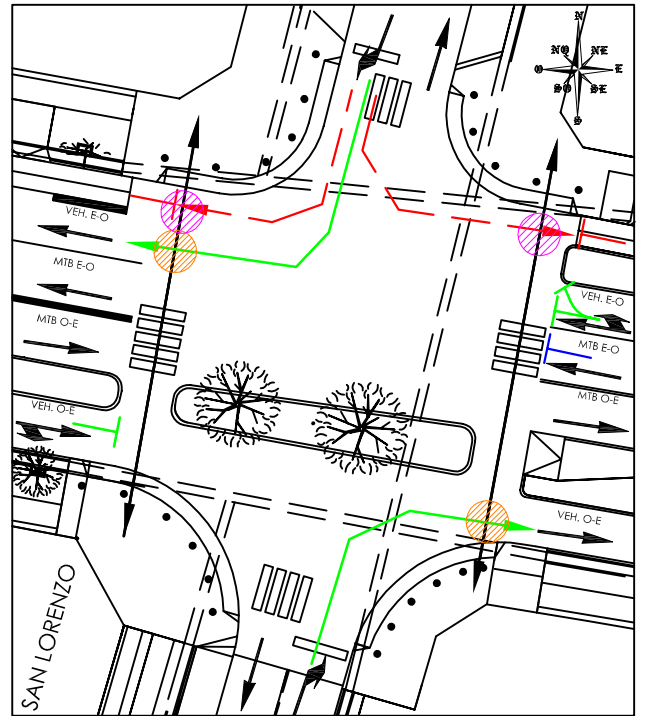 N
NO NE
O E
SO SE
S
VEH. E-O
MTB E-O
MTB O-E
VEH. O-E
VEH. E-O
MTB E-O
MTB O-E
VEH. O-E
SAN LORENZO